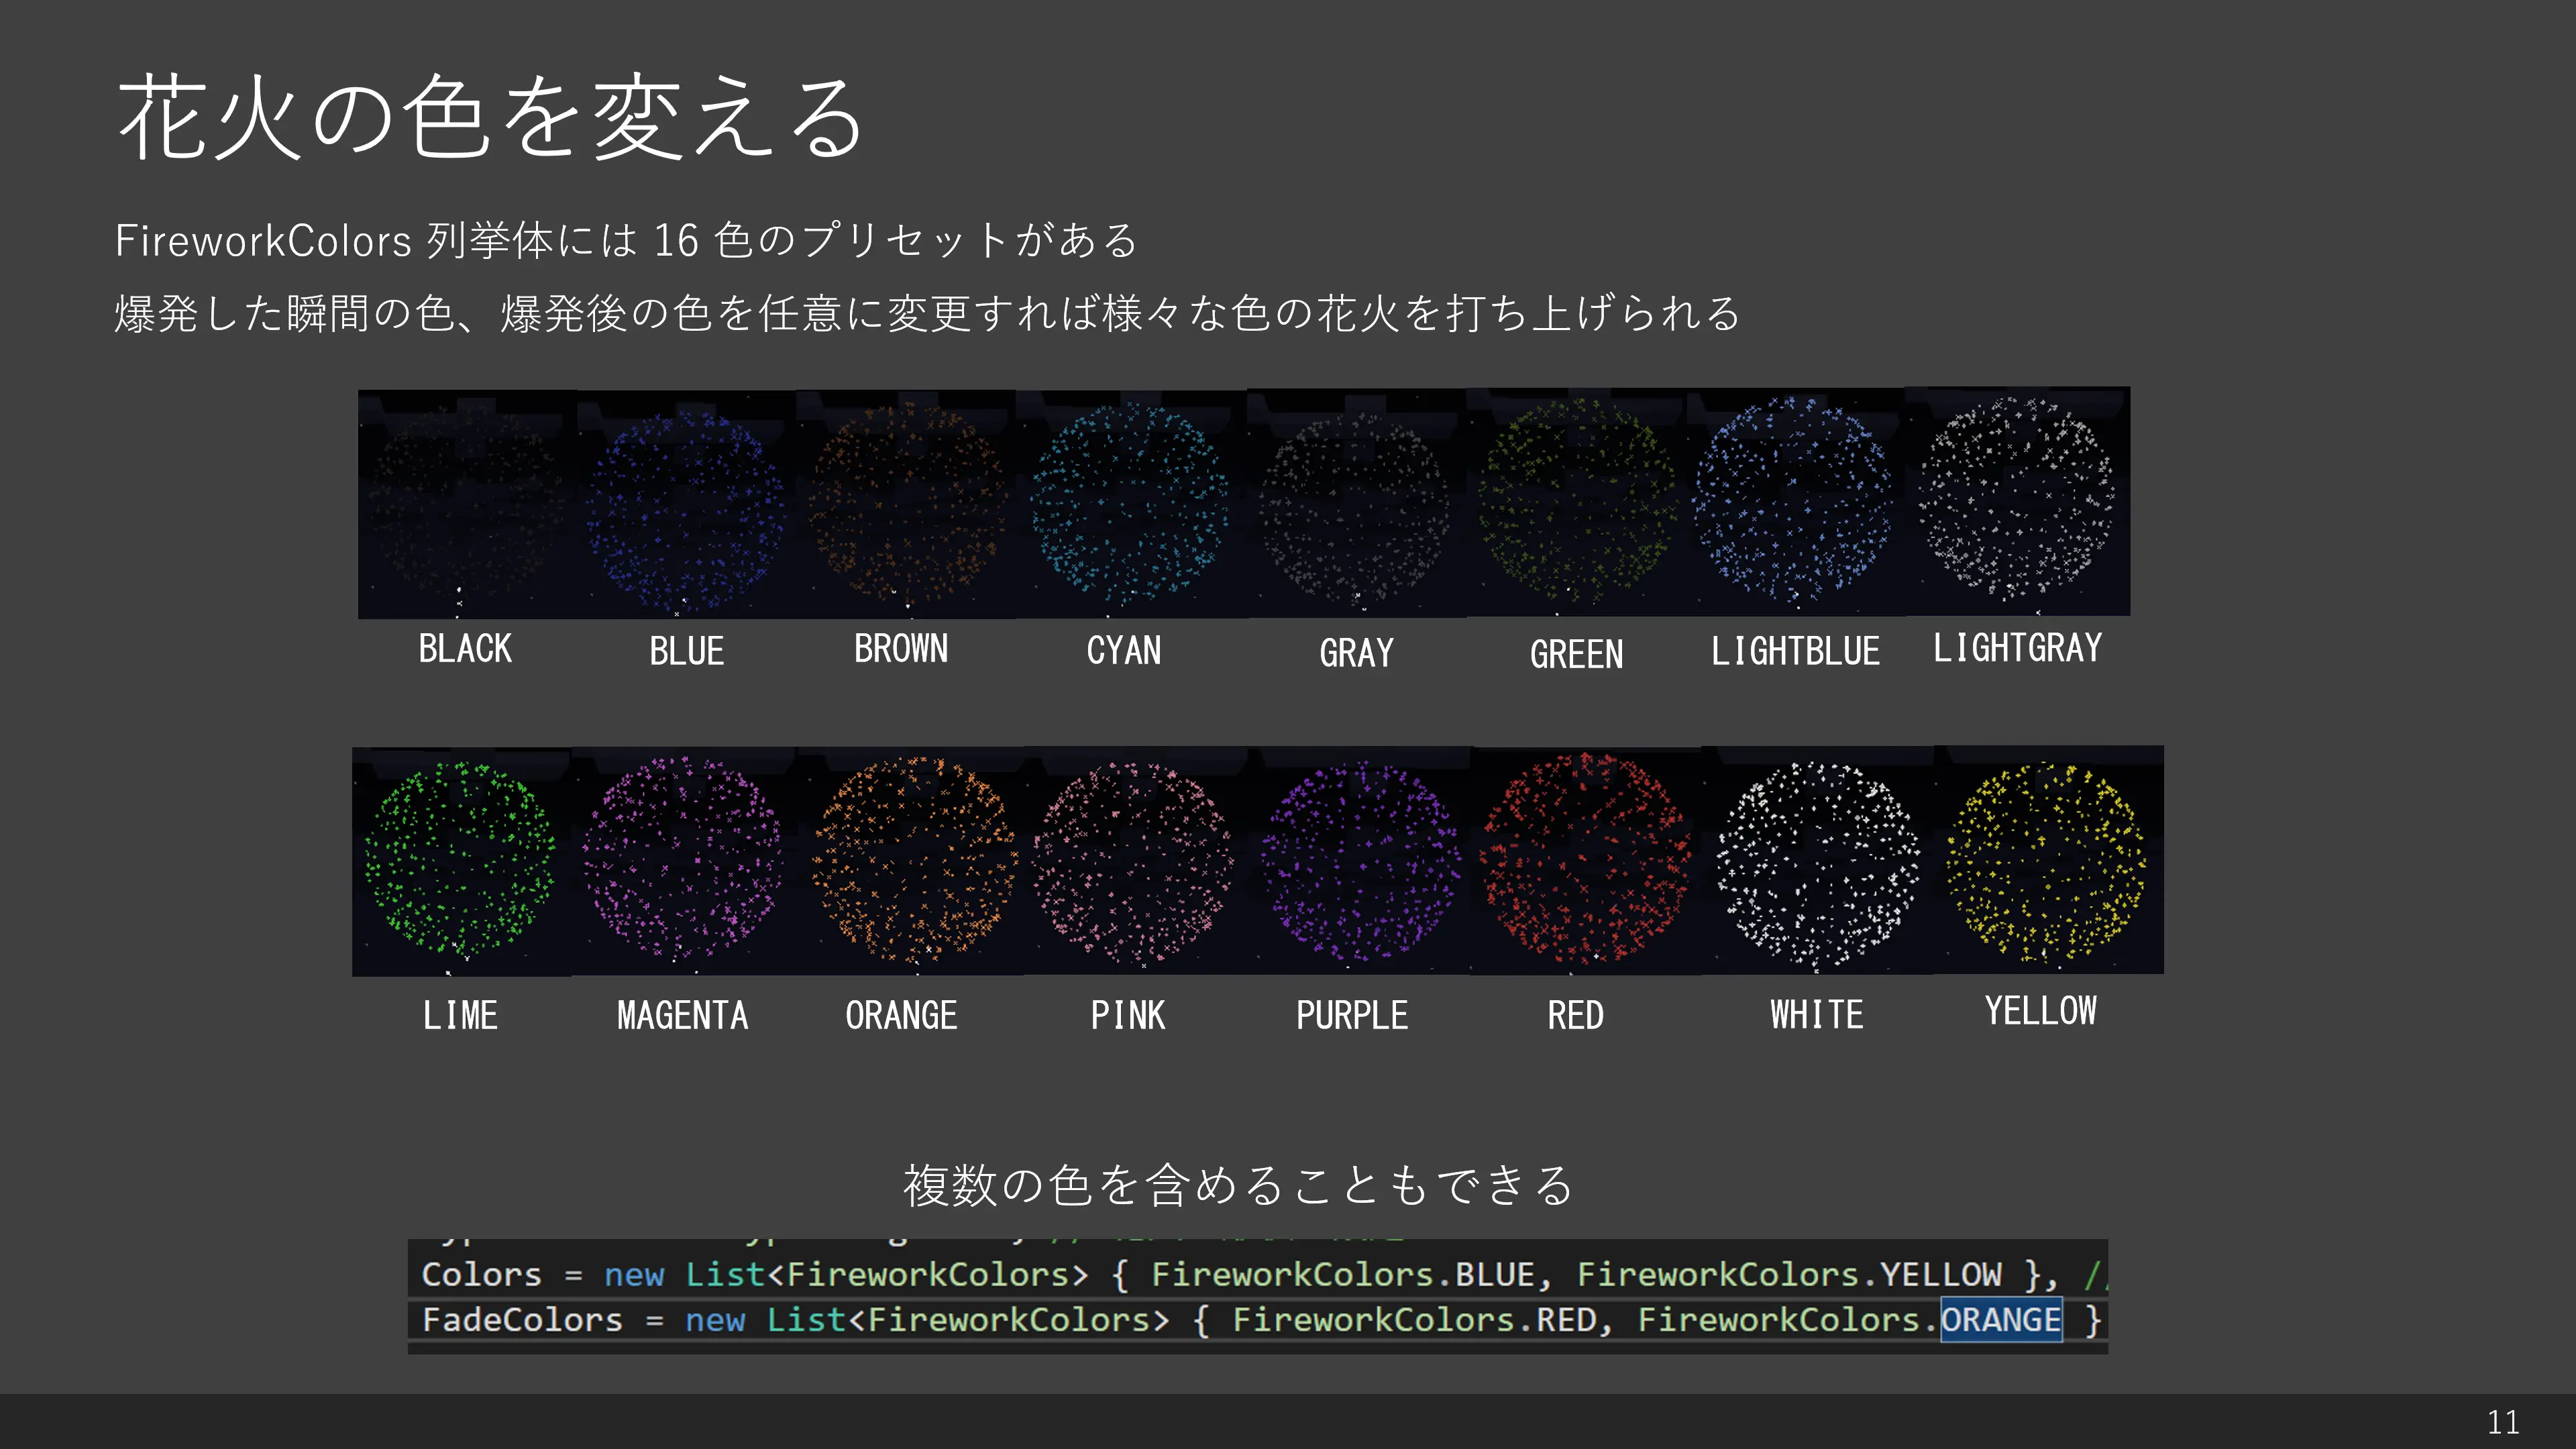 花火の色を変える
FireworkColors 列挙体には 16 色のプリセットがある
爆発した瞬間の色、爆発後の色を任意に変更すれば様々な色の花火を打ち上げられる
BLACK BLUE BROWN CYAN GRAY GREEN LIGHTBLUE LIGHTGRAY
LIME MAGENTA ORANGE PINK PURPLE RED WHITE YELLOW
複数の色を含めることもできる
Colors = new List<FireworkColors> { FireworkColors.BLUE, FireworkColors.YELLOW }, //
FadeColors = new List<FireworkColors> { FireworkColors.RED, FireworkColors.ORANGE }
11